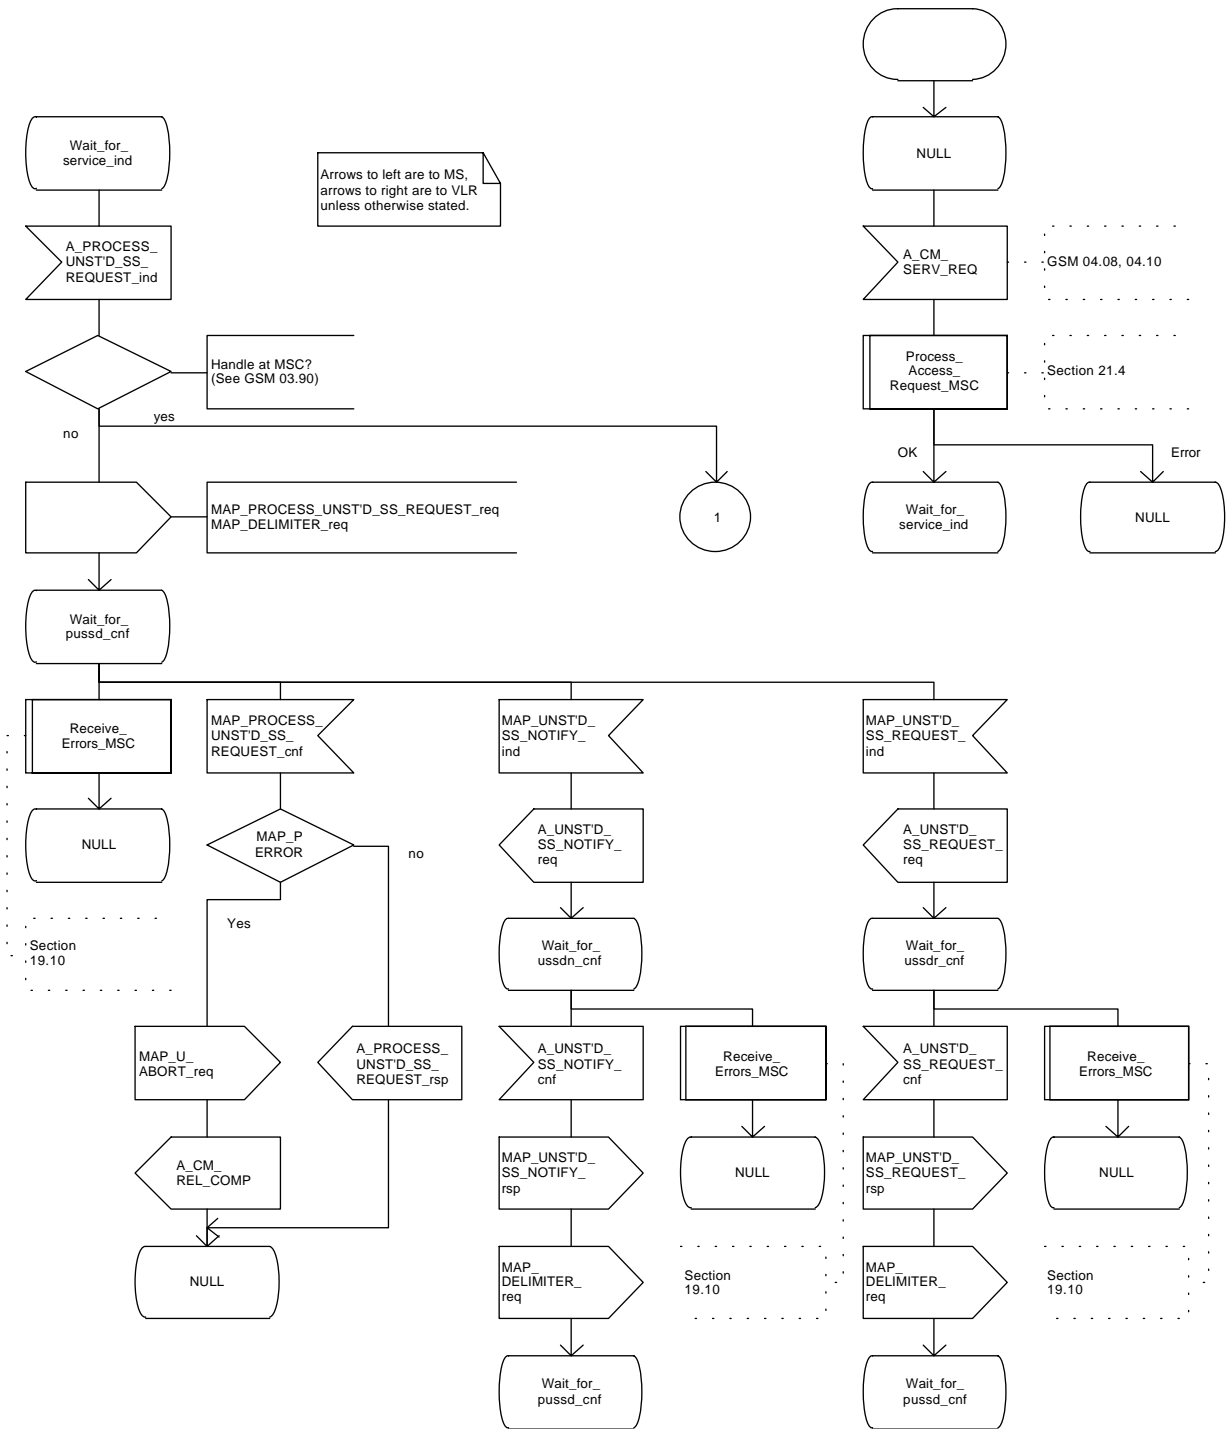 NULL
Wait_for_
service_ind
Arrows to left are to MS,
arrows to right are to VLR
unless otherwise stated.
A_PROCESS_
UNST'D_SS_
REQUEST_ind
A_CM_
SERV_REQ
GSM 04.08, 04.10
Handle at MSC?
(See GSM 03.90)
Process_
Access_
Request_MSC
Section 21.4
yes
no
OK
Error
MAP_PROCESS_UNST'D_SS_REQUEST_req
MAP_DELIMITER_req
1
Wait_for_
service_ind
NULL
Wait_for_
pussd_cnf
Receive_
Errors_MSC
MAP_PROCESS_
UNST'D_SS_
REQUEST_cnf
MAP_UNST'D_
SS_NOTIFY_
ind
MAP_UNST'D_
SS_REQUEST_
ind
NULL
MAP_P
ERROR
no
A_UNST'D_
SS_NOTIFY_
req
A_UNST'D_
SS_REQUEST_
req
Yes
Section
19.10
Wait_for_
ussdn_cnf
Wait_for_
ussdr_cnf
MAP_U_
ABORT_req
A_PROCESS_
UNST'D_SS_
REQUEST_rsp
A_UNST'D_
SS_NOTIFY_
cnf
Receive_
Errors_MSC
A_UNST'D_
SS_REQUEST_
cnf
Receive_
Errors_MSC
A_CM_
REL_COMP
MAP_UNST'D_
SS_NOTIFY_
rsp
NULL
MAP_UNST'D_
SS_REQUEST_
rsp
NULL
NULL
MAP_
DELIMITER_
req
Section
19.10
MAP_
DELIMITER_
req
Section
19.10
Wait_for_
pussd_cnf
Wait_for_
pussd_cnf